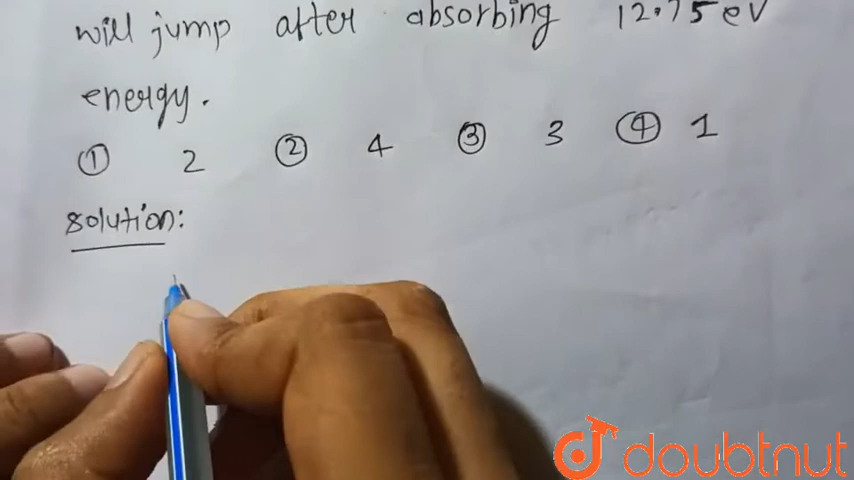 will jump after absorbing 12.75 eV
energy.
① 2 ② 4 ③ 3 ④ 1
solution:
doubtnut